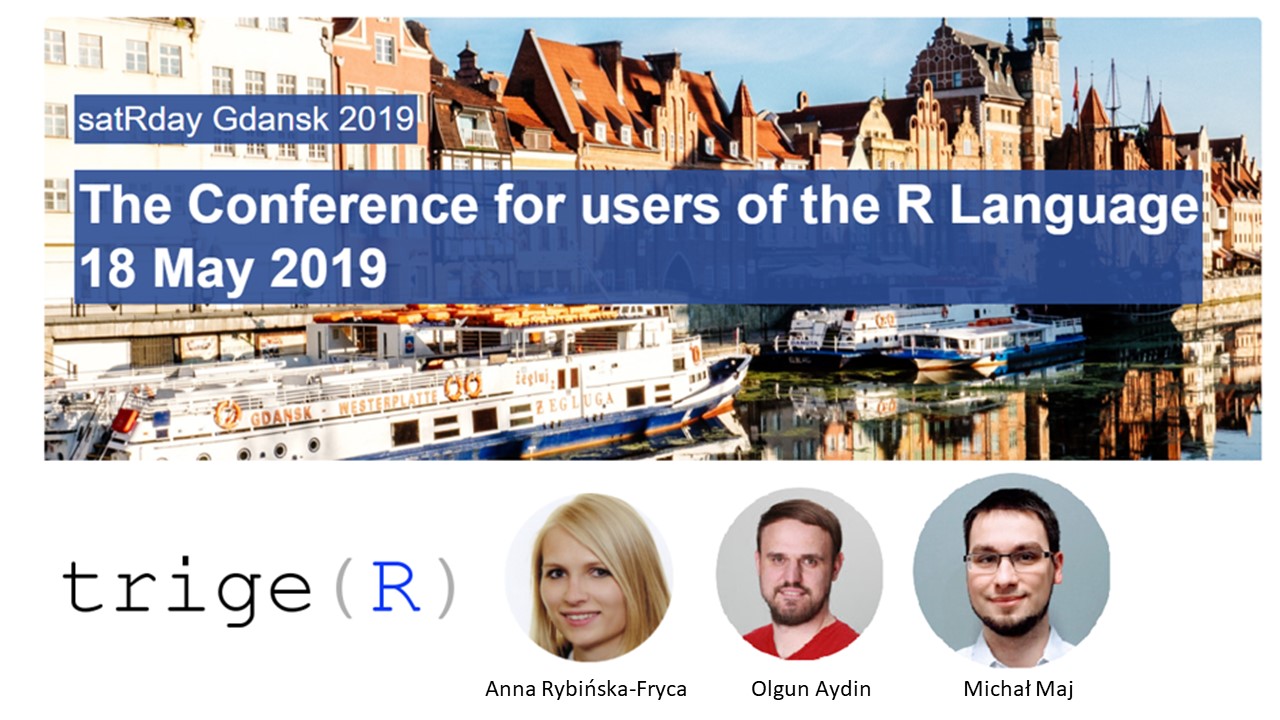 satRday Gdansk 2019
The Conference for users of the R Language
18 May 2019
GDANSK WESTERPLATTE
żegluj
ŻEGLUGA
trige(R)
Anna Rybińska-Fryca
Olgun Aydin
Michał Maj